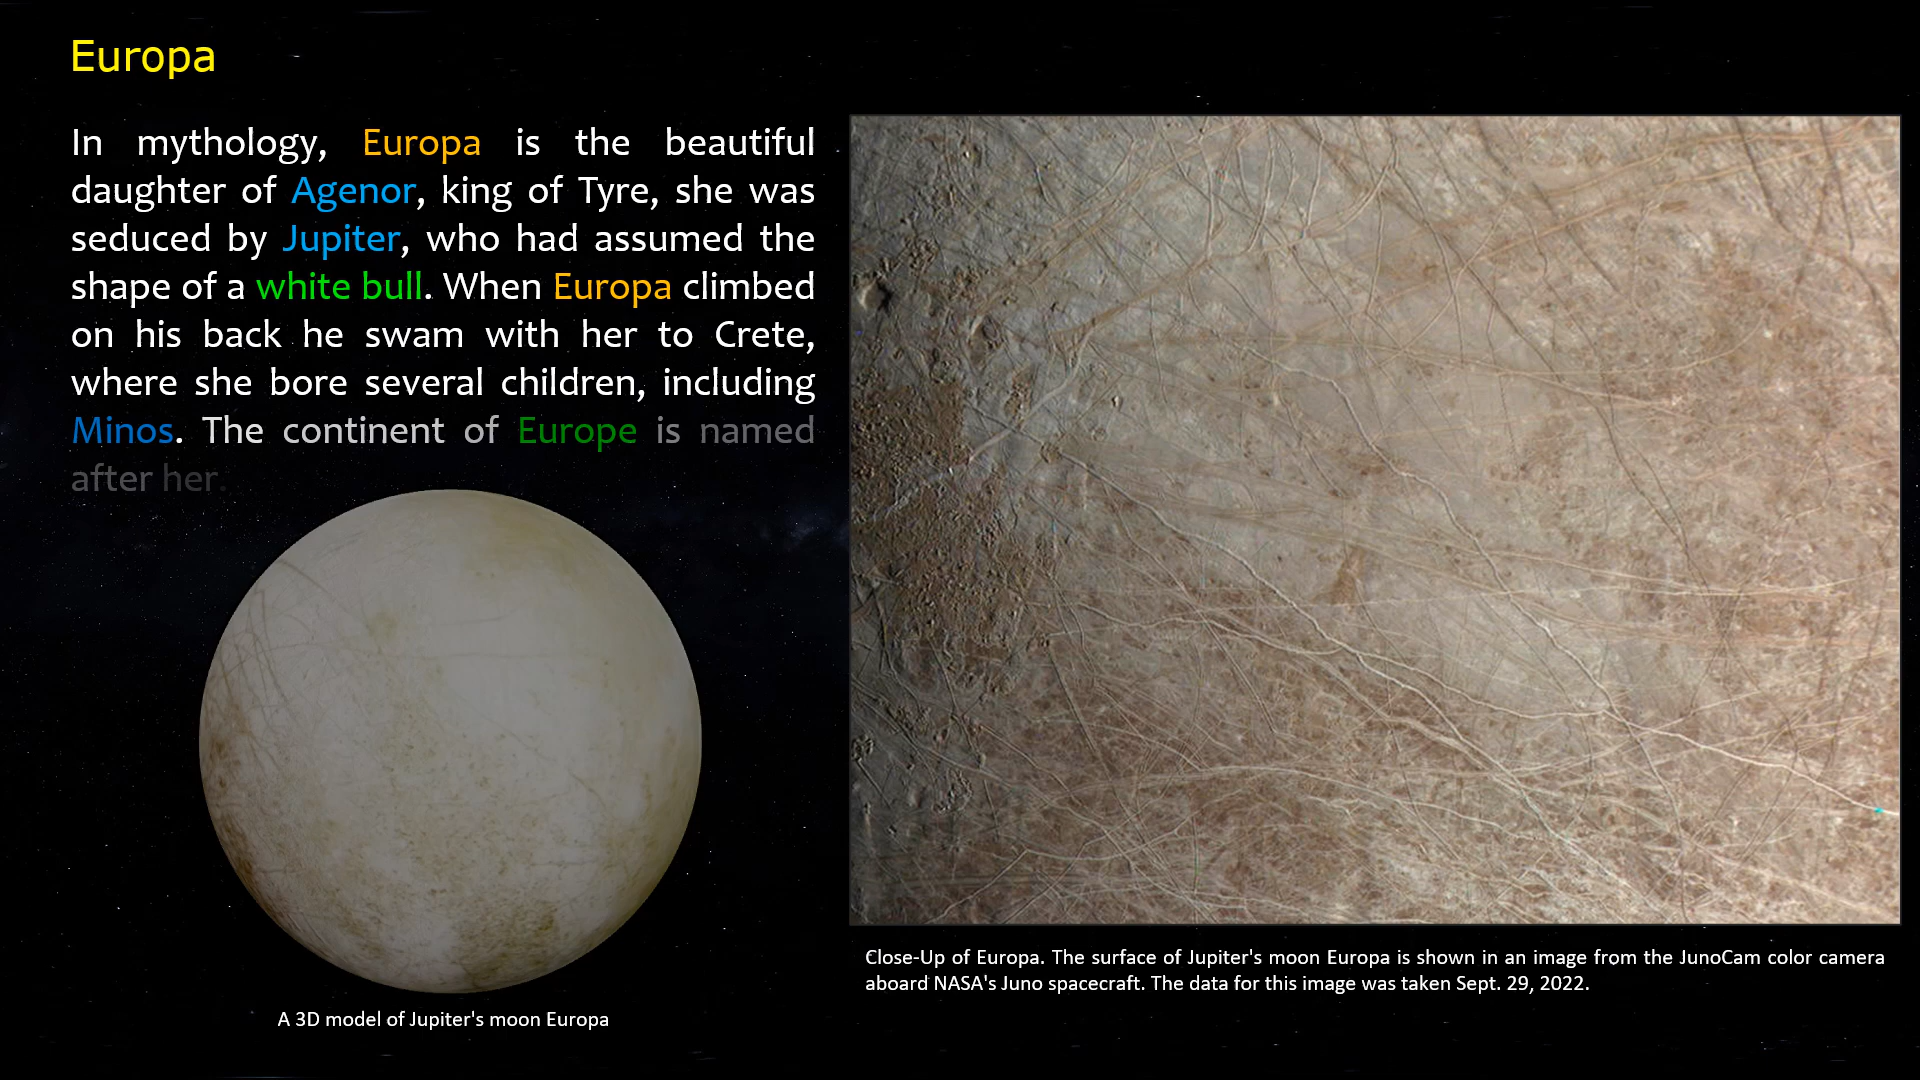 Europa
In mythology, Europa is the beautiful
daughter of Agenor, king of Tyre, she was
seduced by Jupiter, who had assumed the
shape of a white bull. When Europa climbed
on his back he swam with her to Crete,
where she bore several children, including
Minos. The continent of Europe is named
after her.
A 3D model of Jupiter's moon Europa
Close-Up of Europa. The surface of Jupiter's moon Europa is shown in an image from the JunoCam color camera
aboard NASA's Juno spacecraft. The data for this image was taken Sept. 29, 2022.